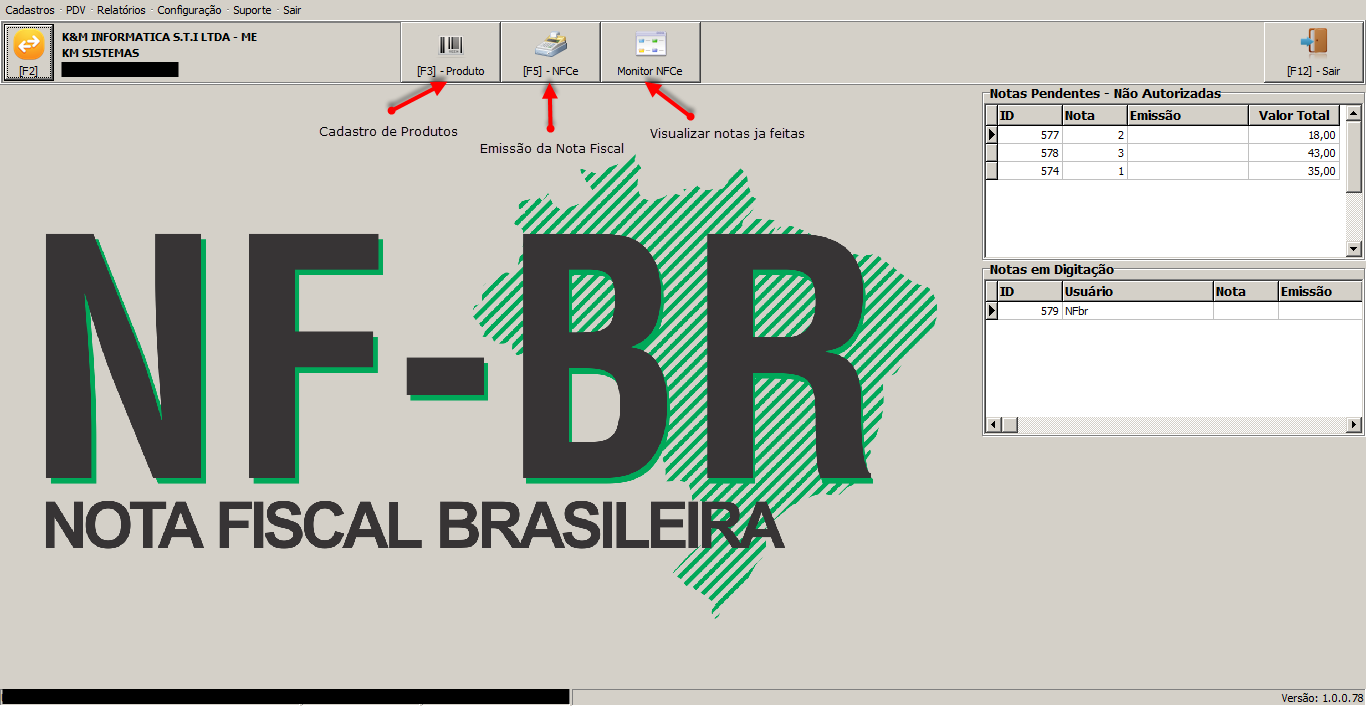 Cadastros PDV Relatórios Configuração Suporte Sair
[F2]
K&M INFORMATICA S.T.I LTDA - ME
KM SISTEMAS
[F3] - Produto
[F5] - NFCe
Monitor NFCe
[F12] - Sair
Cadastro de Produtos
Emissão da Nota Fiscal
Visualizar notas ja feitas
Notas Pendentes - Não Autorizadas
ID Nota Emissão Valor Total
577 2 18,00
578 3 43,00
574 1 35,00
Notas em Digitação
ID Usuário Nota Emissão
579 NFbr
NF-BR
NOTA FISCAL BRASILEIRA
Versão: 1.0.0.78